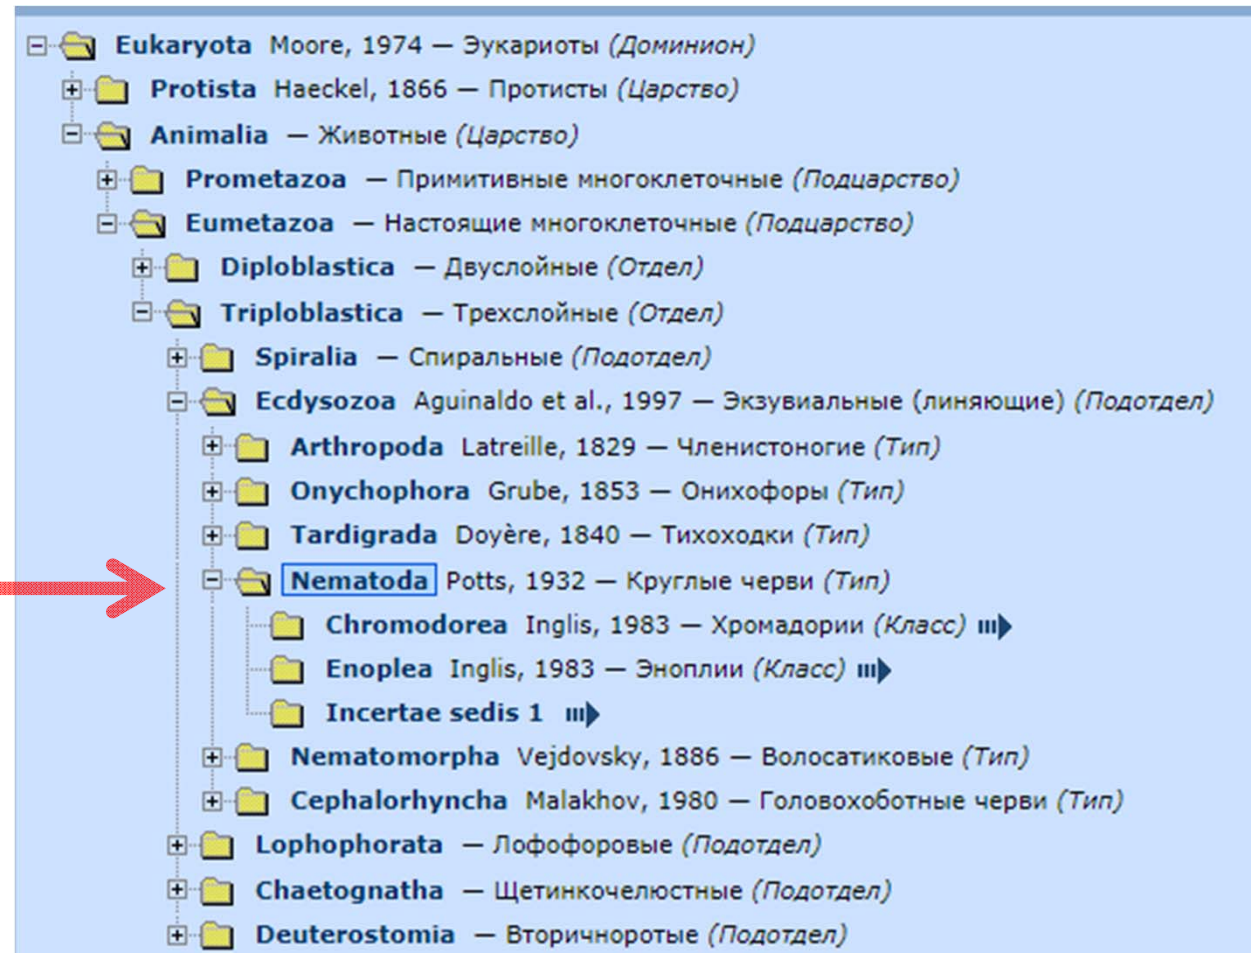 Eukaryota Moore, 1974 — Эукариоты (Доминион)
Protista Haeckel, 1866 — Протисты (Царство)
Animalia — Животные (Царство)
Prometazoa — Примитивные многоклеточные (Подцарство)
Eumetazoa — Настоящие многоклеточные (Подцарство)
Diploblastica — Двуслойные (Отдел)
Triploblastica — Трехслойные (Отдел)
Spiralia — Спиральные (Подотдел)
Ecdysozoa Aguinaldo et al., 1997 — Экзувиальные (линяющие) (Подотдел)
Arthropoda Latreille, 1829 — Членистоногие (Тип)
Onychophora Grube, 1853 — Онихофоры (Тип)
Tardigrada Doyère, 1840 — Тихоходки (Тип)
Nematoda Potts, 1932 — Круглые черви (Тип)
Chromodorea Inglis, 1983 — Хромадории (Класс)
Enoplea Inglis, 1983 — Эноплии (Класс)
Incertae sedis 1
Nematomorpha Vejdovsky, 1886 — Волосатиковые (Тип)
Cephalorhyncha Malakhov, 1980 — Головохоботные черви (Тип)
Lophophorata — Лофофоровые (Подотдел)
Chaetognatha — Щетинкочелюстные (Подотдел)
Deuterostomia — Вторичноротые (Подотдел)